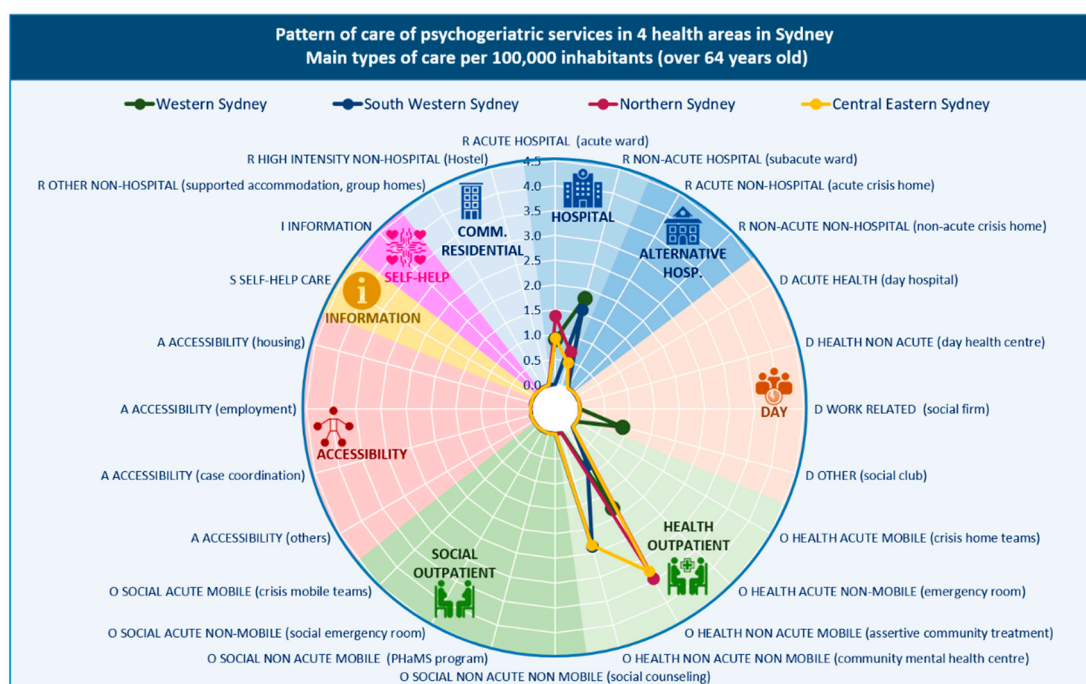 Pattern of care of psychogeriatric services in 4 health areas in Sydney
Main types of care per 100,000 inhabitants (over 64 years old)
Western Sydney
South Western Sydney
Northern Sydney
Central Eastern Sydney
R ACUTE HOSPITAL (acute ward)
R HIGH INTENSITY NON-HOSPITAL (Hostel)
R NON-ACUTE HOSPITAL (subacute ward)
R OTHER NON-HOSPITAL (supported accommodation, group homes)
R ACUTE NON-HOSPITAL (acute crisis home)
I INFORMATION
R NON-ACUTE NON-HOSPITAL (non-acute crisis home)
S SELF-HELP CARE
D ACUTE HEALTH (day hospital)
A ACCESSIBILITY (housing)
D HEALTH NON ACUTE (day health centre)
A ACCESSIBILITY (employment)
D WORK RELATED (social firm)
A ACCESSIBILITY (case coordination)
D OTHER (social club)
A ACCESSIBILITY (others)
O HEALTH ACUTE MOBILE (crisis home teams)
O SOCIAL ACUTE MOBILE (crisis mobile teams)
O HEALTH ACUTE NON-MOBILE (emergency room)
O SOCIAL ACUTE NON-MOBILE (social emergency room)
O HEALTH NON ACUTE MOBILE (assertive community treatment)
O SOCIAL NON ACUTE MOBILE (PHaMS program)
O HEALTH NON ACUTE NON MOBILE (community mental health centre)
O SOCIAL NON ACUTE NON MOBILE (social counseling)
4.5
4.0
3.5
3.0
2.5
2.0
1.5
1.0
0.5
0.0
HOSPITAL
COMM.
RESIDENTIAL
ALTERNATIVE
HOSP.
SELF-HELP
i
INFORMATION
DAY
ACCESSIBILITY
HEALTH
OUTPATIENT
SOCIAL
OUTPATIENT